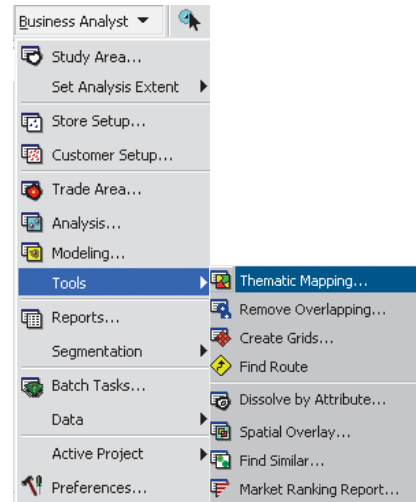 Business Analyst
Study Area...
Set Analysis Extent
Store Setup...
Customer Setup...
Trade Area...
Analysis...
Modeling...
Tools
Reports...
Segmentation
Batch Tasks...
Data
Active Project
Preferences...
Thematic Mapping...
Remove Overlapping...
Create Grids...
Find Route
Dissolve by Attribute...
Spatial Overlay...
Find Similar...
Market Ranking Report...